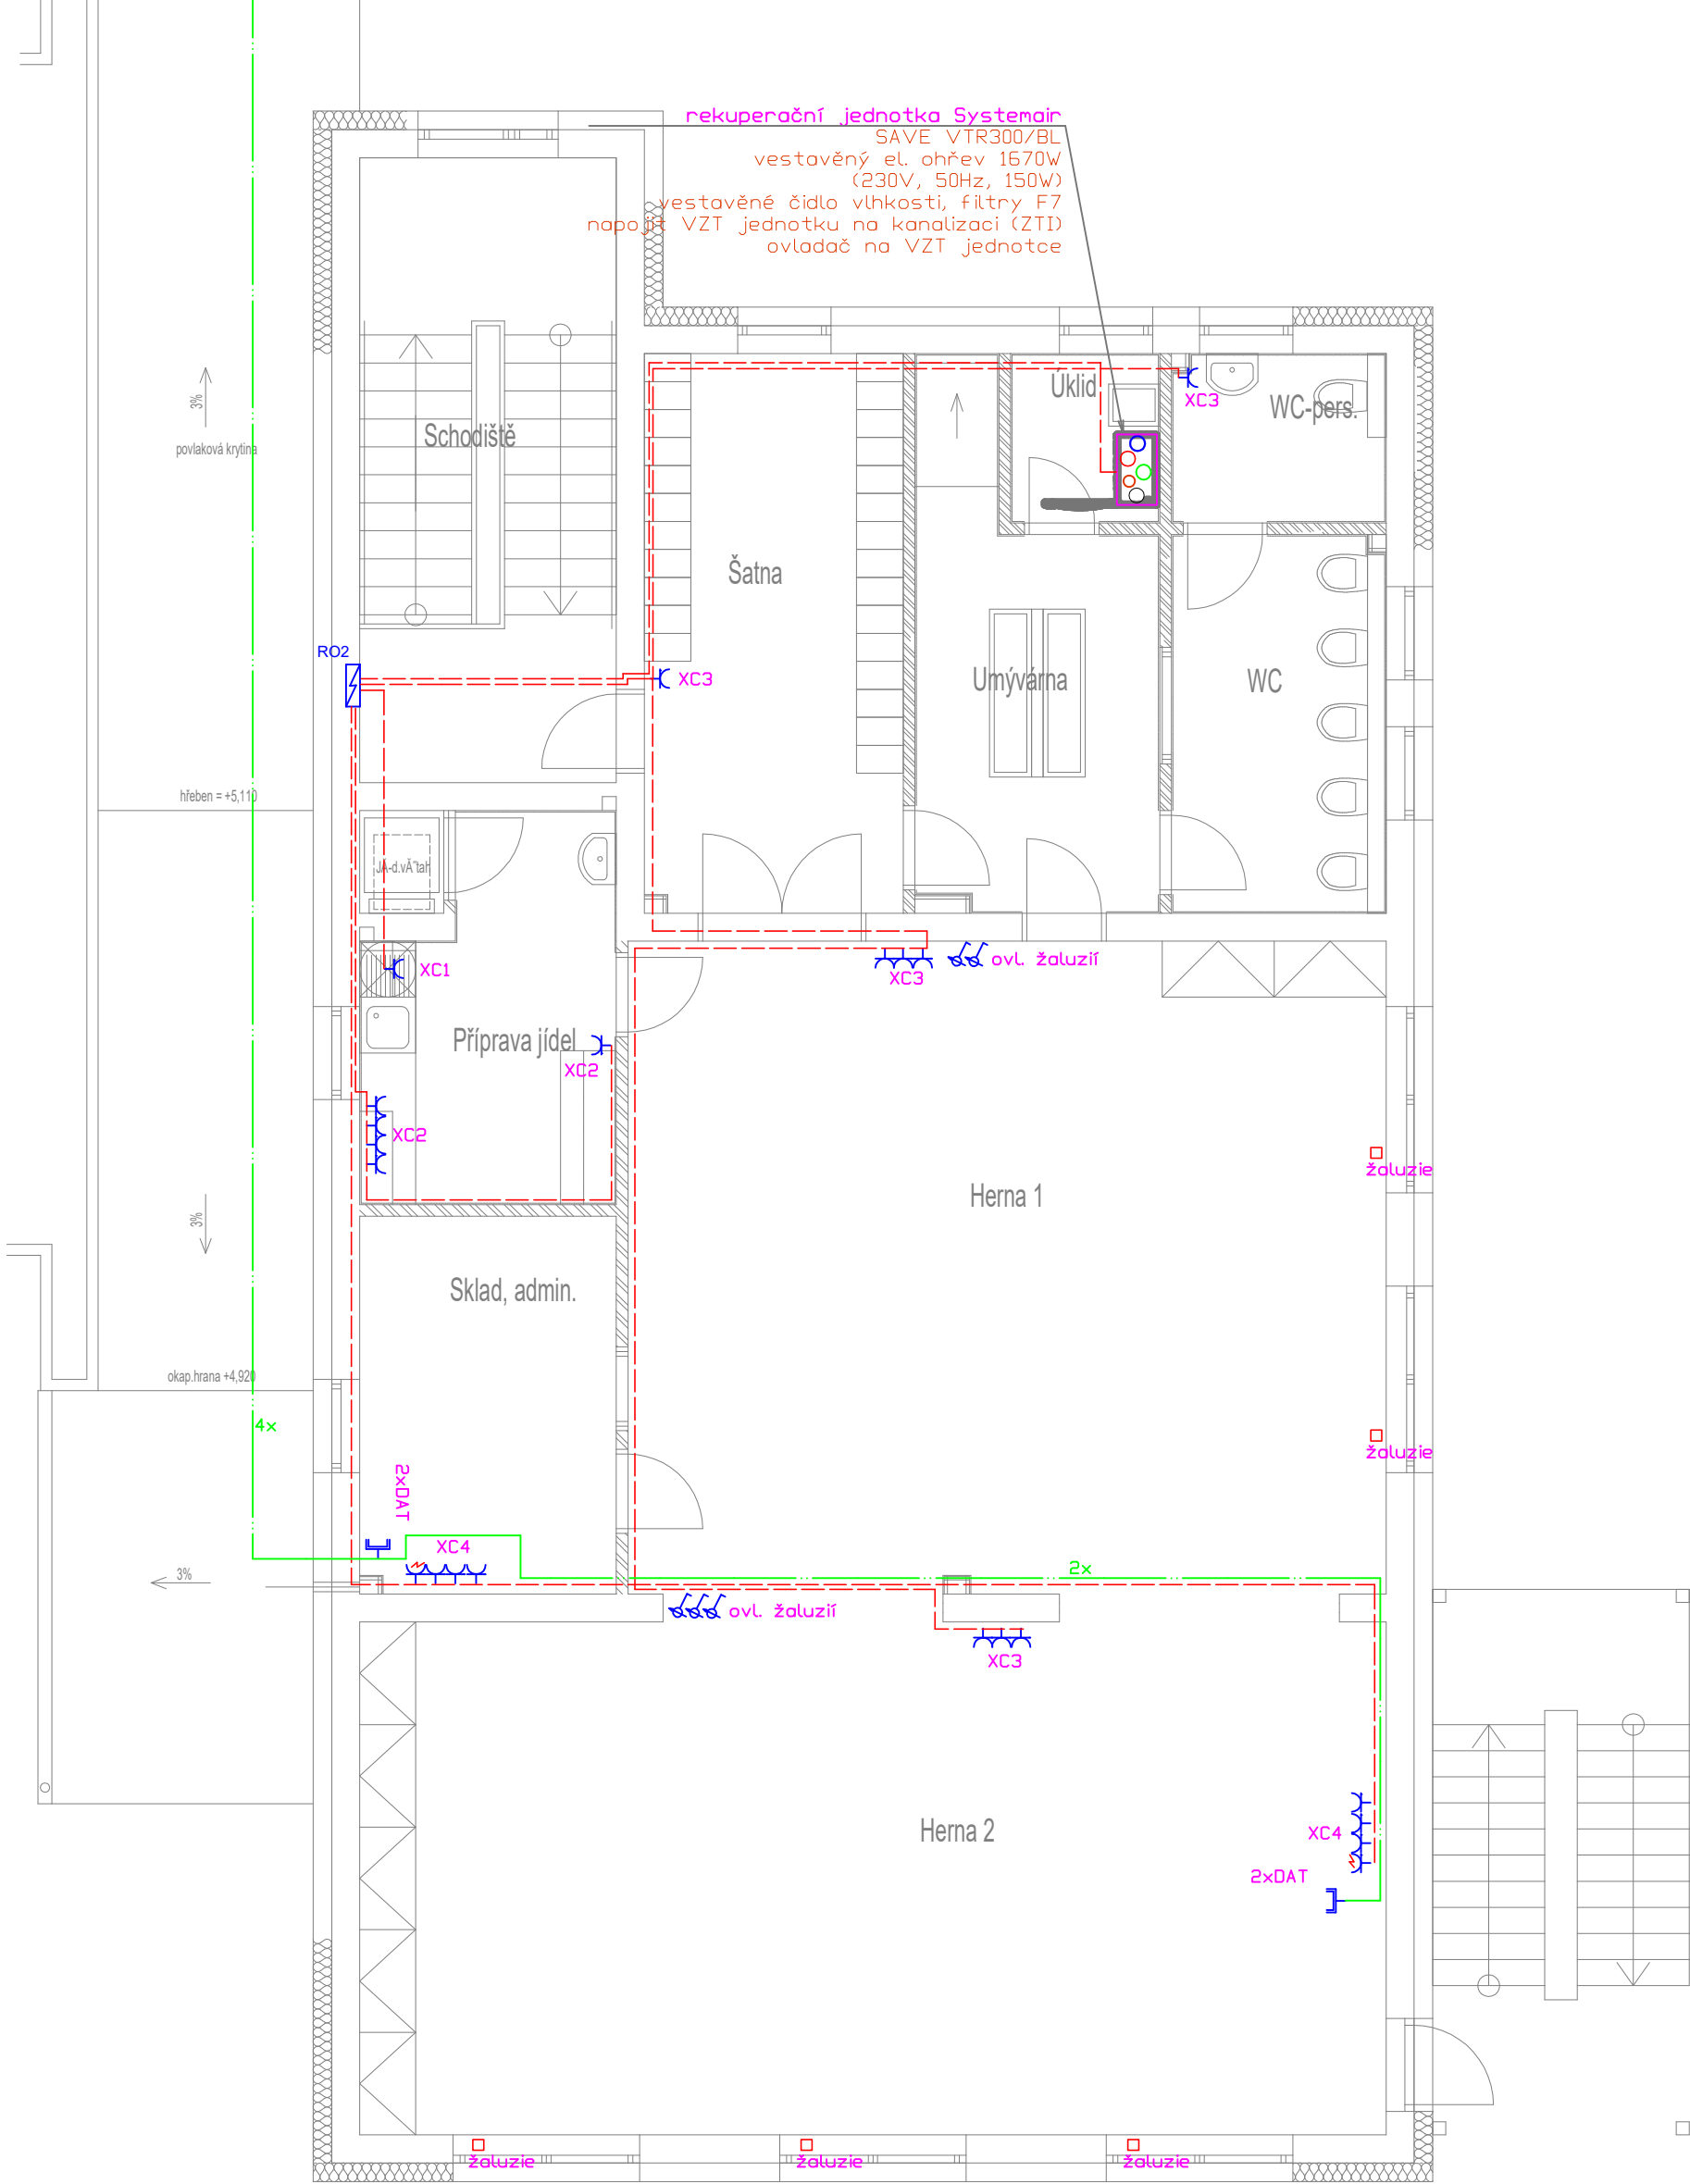 rekuperační jednotka Systemair
SAVE VTR300/BL
vestavěný el. ohřev 1670W
(230V, 50Hz, 150W)
vestavěné čidlo vlhkosti, filtry F7
napojit VZT jednotku na kanalizaci (ZTI)
ovladač na VZT jednotce
3%
povlaková krytina
Schodiště
Úklid
XC3
WC-pers.
Šatna
RO2
XC3
Umývárna
WC
hřeben = +5,110
JÃ-d.vÃ˝tah
XC1
XC3
ovl. žaluzií
Příprava jídel
XC2
XC2
žaluzie
Herna 1
3%
Sklad, admin.
okap.hrana +4,920
4x
žaluzie
2xDAT
XC4
2x
3%
ovl. žaluzií
XC3
Herna 2
XC4
2xDAT
žaluzie
žaluzie
žaluzie